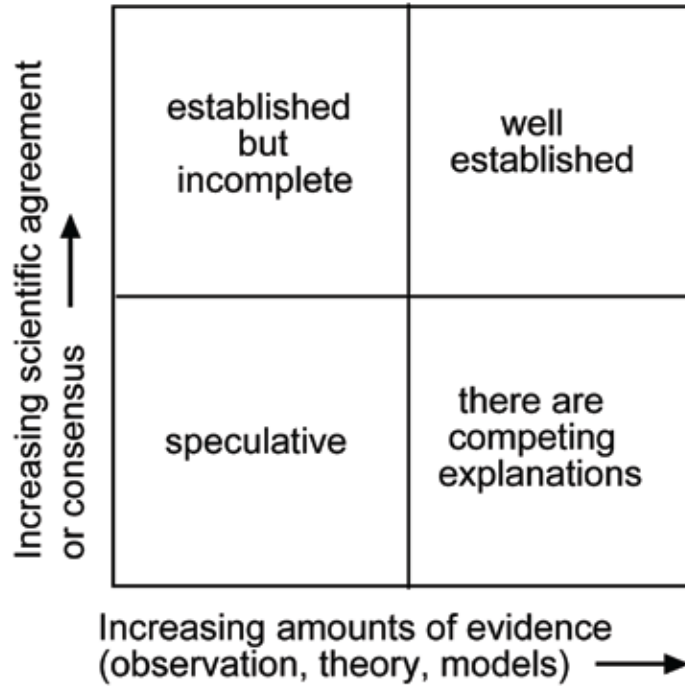 Increasing scientific agreement
or consensus
established
but
incomplete
well
established
speculative
there are
competing
explanations
Increasing amounts of evidence
(observation, theory, models)